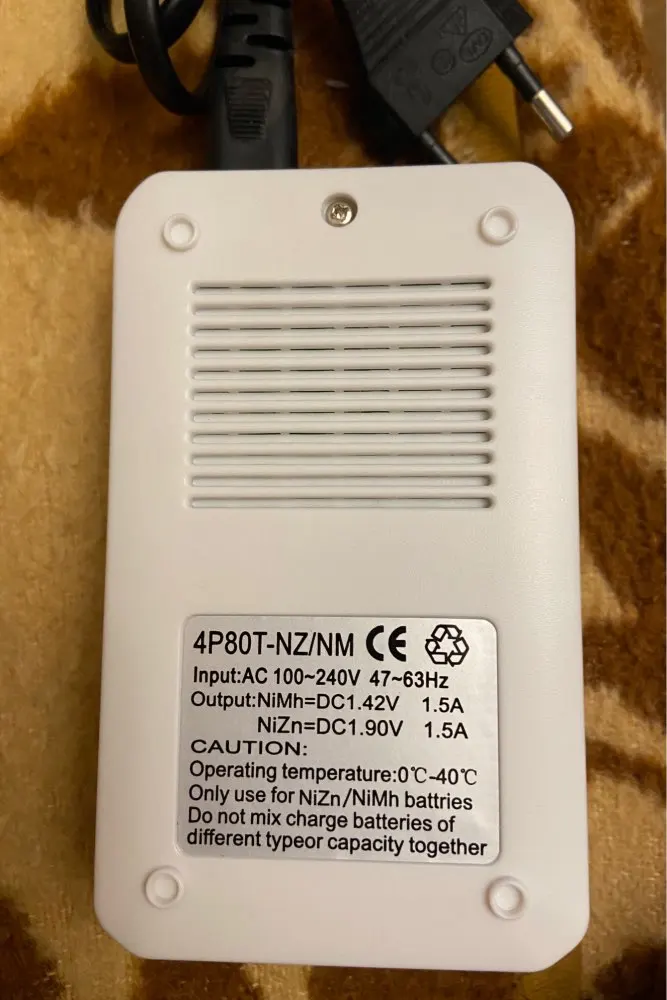 4P80T-NZ/NM CE
Input:AC 100~240V 47~63Hz
Output:NiMh=DC1.42V 1.5A
NiZn=DC1.90V 1.5A
CAUTION:
Operating temperature:0℃-40℃
Only use for NiZn/NiMh battries
Do not mix charge batteries of
different typeor capacity together